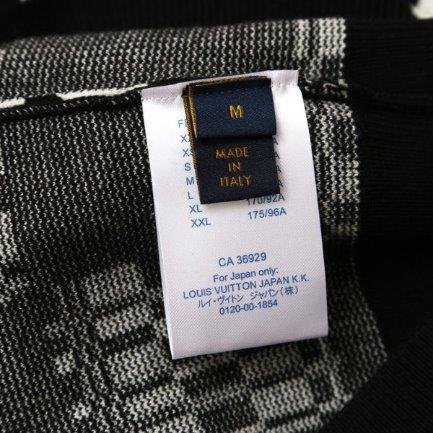 M
MADE
IN
ITALY
S
M
L 170/92A
XL 175/96A
XXL
CA 36929
For Japan only:
LOUIS VUITTON JAPAN K.K.
ルイ・ヴィトン ジャパン(株)
0120-00-1854